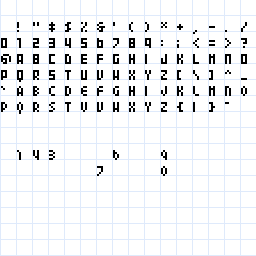 ! " # $ % & ' ( ) * + , - . /
0 1 2 3 4 5 6 7 8 9 : ; < = > ?
@ A B C D E F G H I J K L M N O
P Q R S T U V W X Y Z [ \ ] ^ _
` A B C D E F G H I J K L M N O
P Q R S T U V W X Y Z { | } ~
1 4 3 6 9
7 0